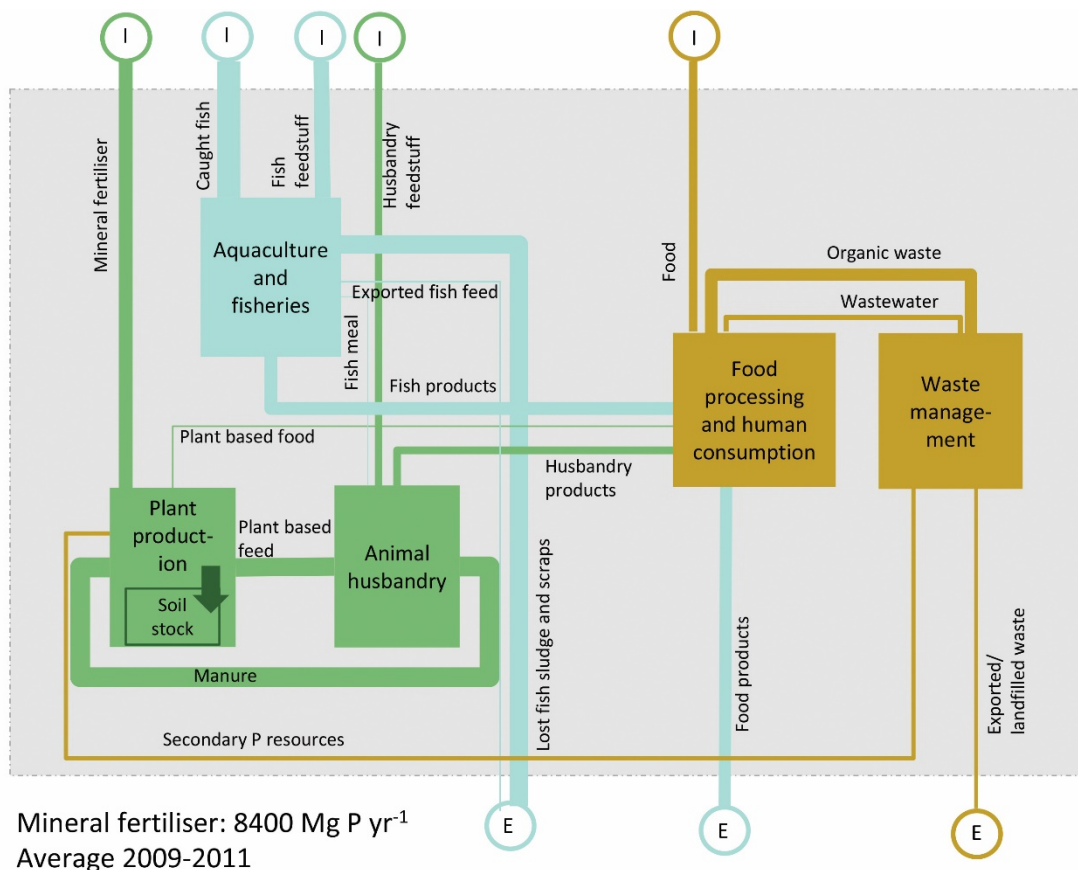 I
I
I
I
I
Mineral fertiliser
Caught fish
Fish
feedstuff
Husbandry
feedstuff
Food
Aquaculture
and
fisheries
Organic waste
Wastewater
Exported fish feed
Fish meal
Fish products
Food
processing
and human
consumption
Waste
manage-
ment
Plant based food
Husbandry
products
Plant
product-
ion
Soil
stock
Plant based
feed
Animal
husbandry
Manure
Lost fish sludge and scraps
Food products
Exported/
landfilled waste
Secondary P resources
E
E
E
Mineral fertiliser: 8400 Mg P yr-1
Average 2009-2011